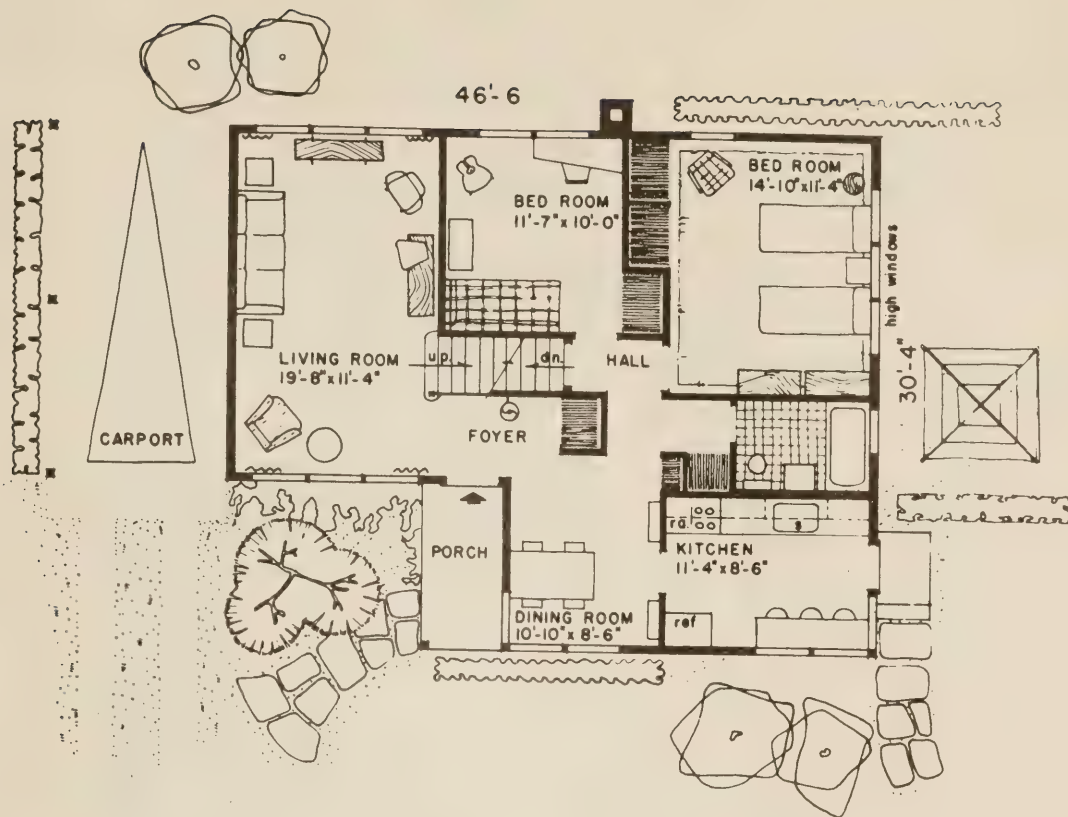 46'-6
BED ROOM
14'-10" x 11'-4"
BED ROOM
11'-7" x 10'-0"
high windows
30'-4"
LIVING ROOM
19'-8" x 11'-4"
up.
dn.
HALL
CARPORT
FOYER
PORCH
ra.
s
KITCHEN
11'-4" x 8'-6"
DINING ROOM
10'-10" x 8'-6"
ref